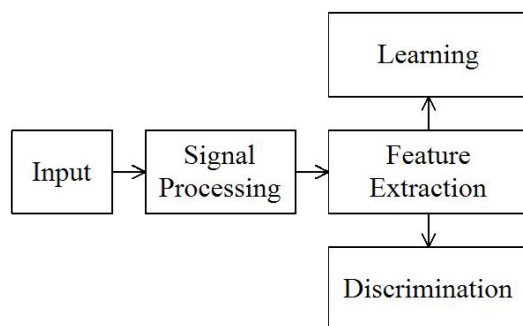 Learning
Input
Signal
Processing
Feature
Extraction
Discrimination